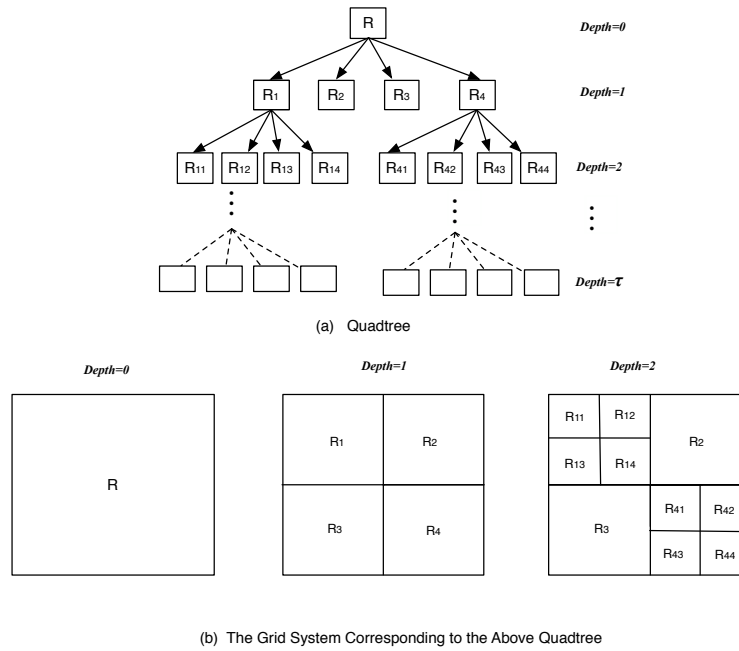 R Depth=0
R1 R2 R3 R4 Depth=1
R11 R12 R13 R14 R41 R42 R43 R44 Depth=2
Depth=τ
(a) Quadtree
Depth=0 Depth=1 Depth=2
R
R1 R2
R3 R4
R11 R12 R2
R13 R14
R3 R41 R42
R43 R44
(b) The Grid System Corresponding to the Above Quadtree